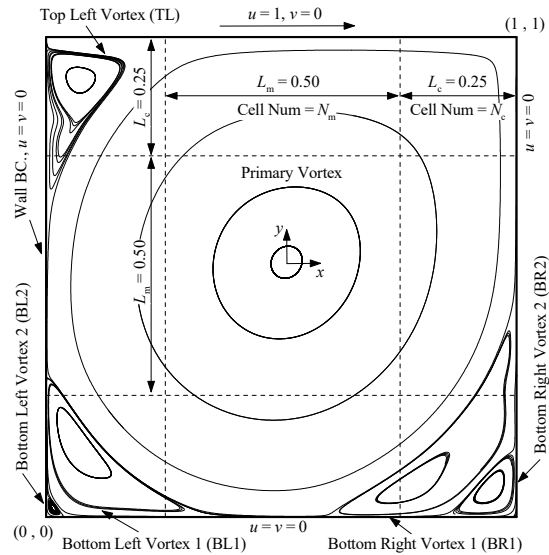 Top Left Vortex (TL)
u = 1, v = 0
(1 , 1)
L_c = 0.25
L_m = 0.50
L_c = 0.25
Cell Num = N_m
Cell Num = N_c
u = v = 0
Wall BC., u = v = 0
Primary Vortex
y
x
L_m = 0.50
Bottom Left Vortex 2 (BL2)
Bottom Right Vortex 2 (BR2)
(0 , 0)
u = v = 0
Bottom Left Vortex 1 (BL1)
Bottom Right Vortex 1 (BR1)